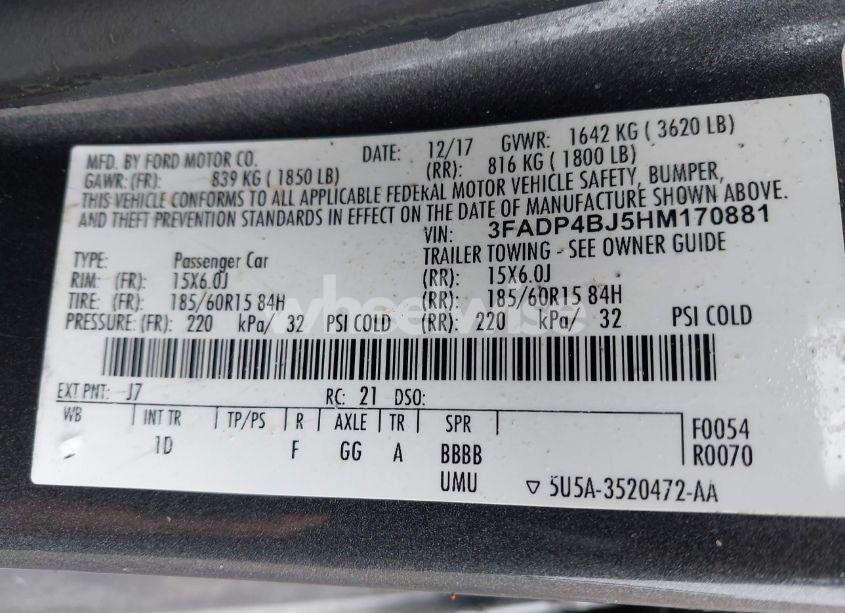 MFD. BY FORD MOTOR CO. DATE: 12/17 GVWR: 1642 KG ( 3620 LB)
GAWR: (FR): 839 KG ( 1850 LB) (RR): 816 KG ( 1800 LB)
THIS VEHICLE CONFORMS TO ALL APPLICABLE FEDERAL MOTOR VEHICLE SAFETY, BUMPER,
AND THEFT PREVENTION STANDARDS IN EFFECT ON THE DATE OF MANUFACTURE SHOWN ABOVE.
VIN: 3FADP4BJ5HM170881
TYPE: Passenger Car TRAILER TOWING - SEE OWNER GUIDE
RIM: (FR): 15X6.0J (RR): 15X6.0J
TIRE: (FR): 185/60R15 84H (RR): 185/60R15 84H
PRESSURE: (FR): 220 kPa/ 32 PSI COLD (RR): 220 kPa/ 32 PSI COLD
EXT PNT: J7 RC: 21 DSO:
WB INT TR TP/PS R AXLE TR SPR F0054
1D F GG A BBBB R0070
UMU ▽ 5U5A-3520472-AA
wheelwise